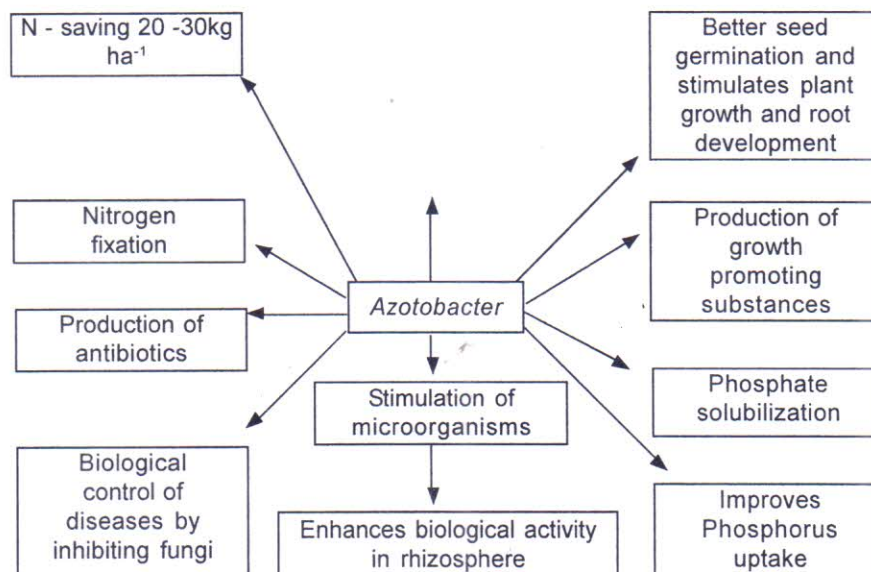 N - saving 20 -30kg
ha⁻¹
Better seed
germination and
stimulates plant
growth and root
development
Nitrogen
fixation
Production of
growth
promoting
substances
Azotobacter
Production of
antibiotics
Stimulation of
microorganisms
Phosphate
solubilization
Biological
control of
diseases by
inhibiting fungi
Enhances biological activity
in rhizosphere
Improves
Phosphorus
uptake